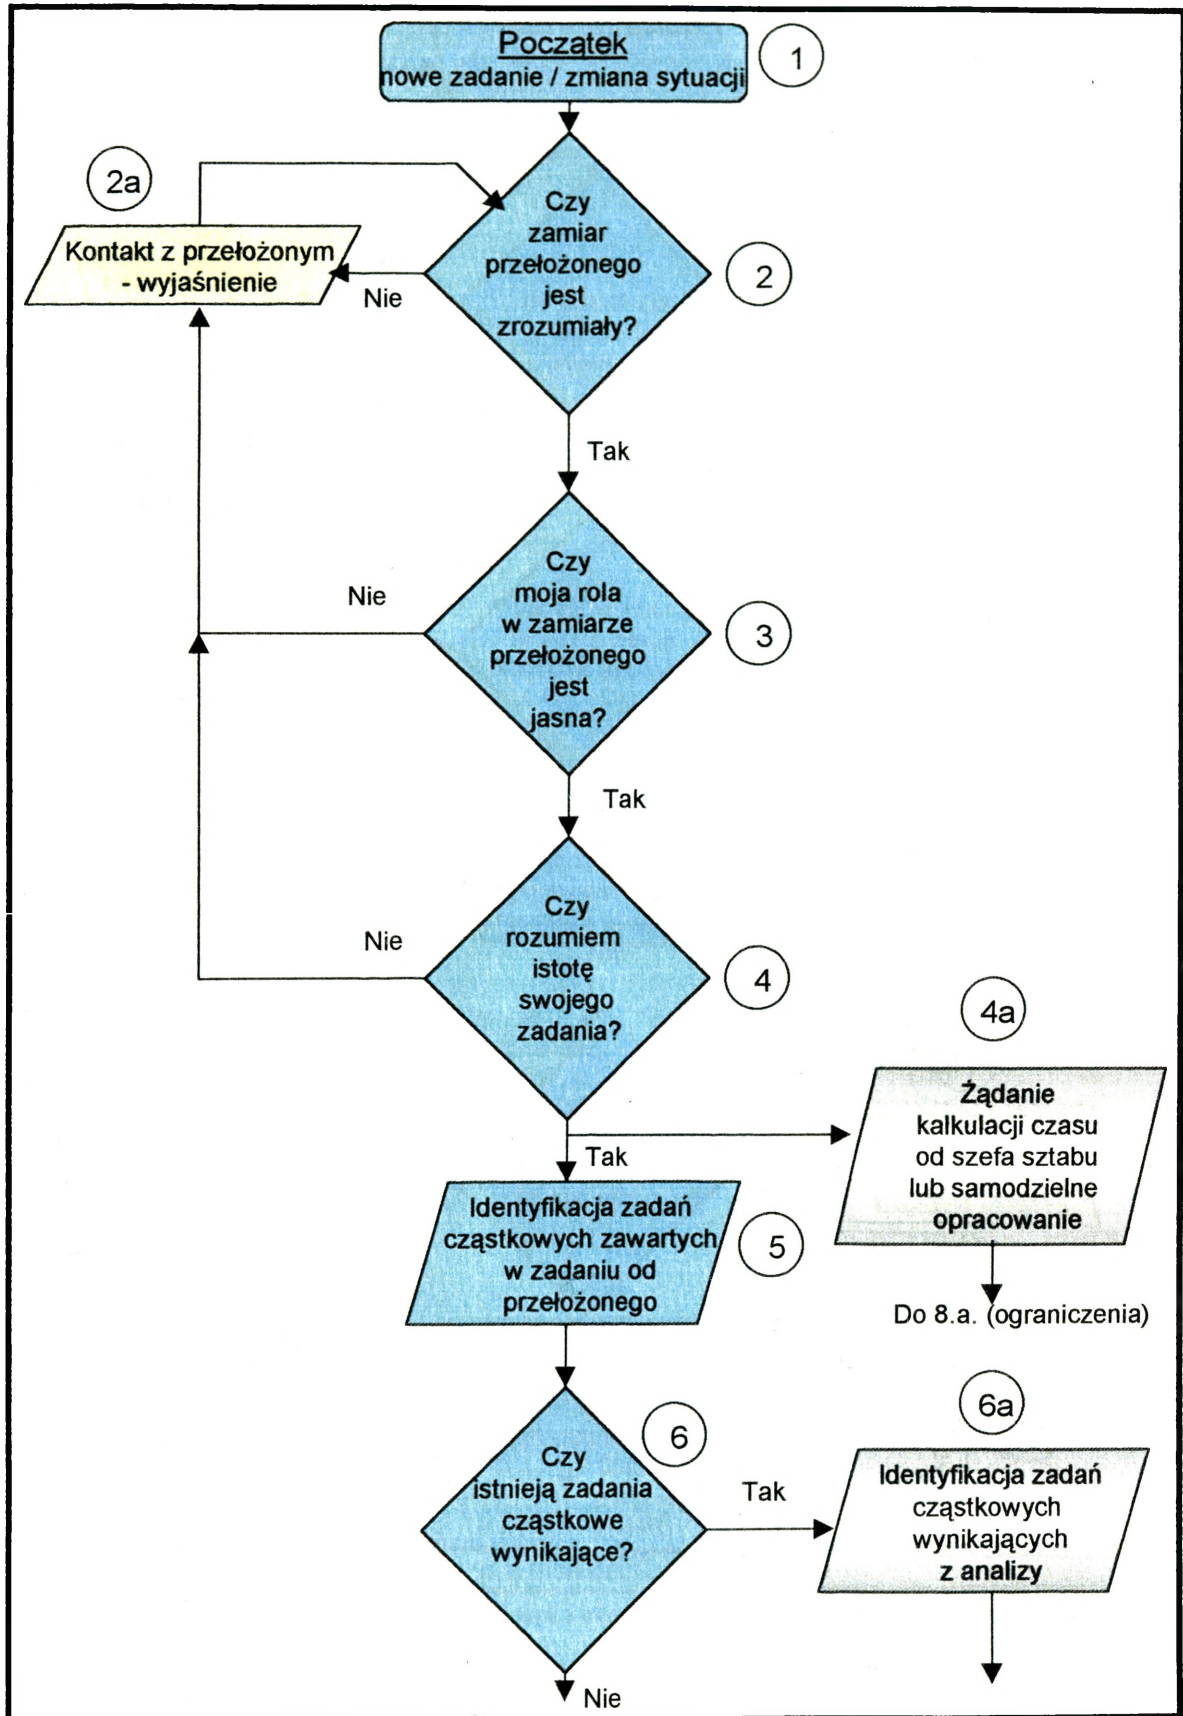 Początek
nowe zadanie / zmiana sytuacji
1
2a
Kontakt z przełożonym
- wyjaśnienie
Nie
Czy
zamiar
przełożonego
jest
zrozumiały?
2
Tak
Nie
Czy
moja rola
w zamiarze
przełożonego
jest
jasna?
3
Tak
Nie
Czy
rozumiem
istotę
swojego
zadania?
4
4a
Żądanie
kalkulacji czasu
od szefa sztabu
lub samodzielne
opracowanie
Do 8.a. (ograniczenia)
Tak
Identyfikacja zadań
cząstkowych zawartych
w zadaniu od
przełożonego
5
Czy
istnieją zadania
cząstkowe
wynikające?
6
Tak
6a
Identyfikacja zadań
cząstkowych
wynikających
z analizy
Nie